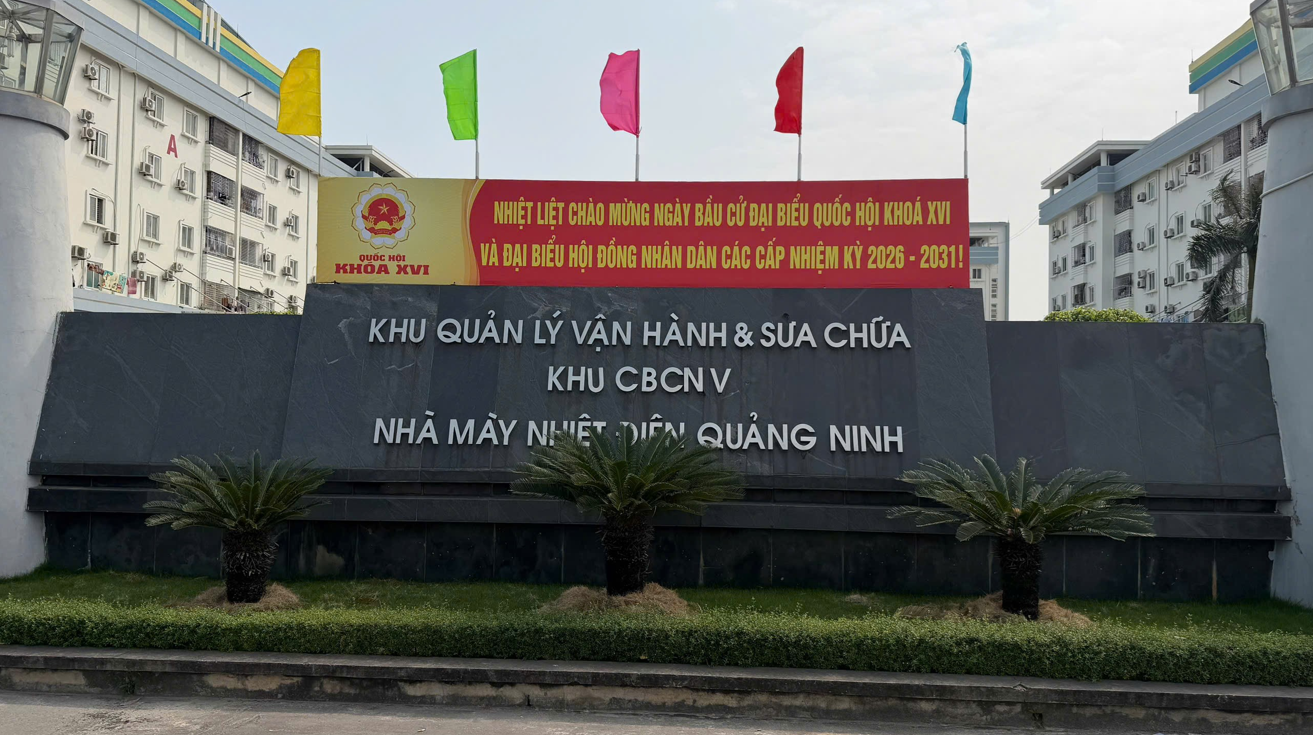 A
QUỐC HỘI
KHÓA XVI
NHIỆT LIỆT CHÀO MỪNG NGÀY BẦU CỬ ĐẠI BIỂU QUỐC HỘI KHOÁ XVI
VÀ ĐẠI BIỂU HỘI ĐỒNG NHÂN DÂN CÁC CẤP NHIỆM KỲ 2026 - 2031!
KHU QUẢN LÝ VẬN HÀNH & SƯA CHỮA
KHU CBCNV
NHÀ MÀY NHIỆT ĐIỆN QUẢNG NINH